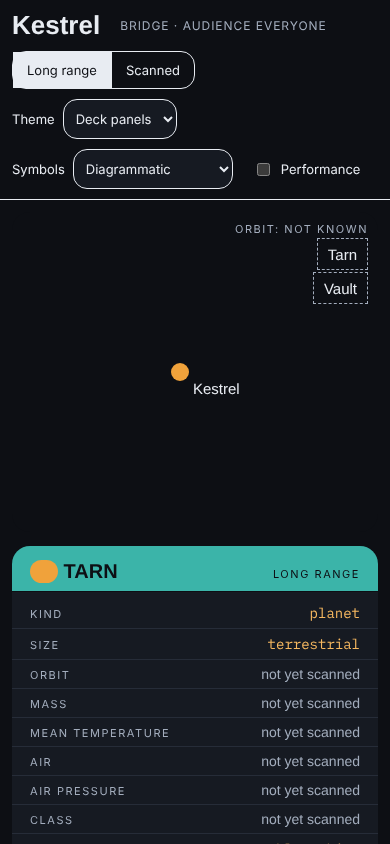 Kestrel BRIDGE · AUDIENCE EVERYONE
Long range Scanned
Theme Deck panels
Symbols Diagrammatic Performance
ORBIT: NOT KNOWN
Tarn
Vault
Kestrel
TARN LONG RANGE
KIND planet
SIZE terrestrial
ORBIT not yet scanned
MASS not yet scanned
MEAN TEMPERATURE not yet scanned
AIR not yet scanned
AIR PRESSURE not yet scanned
CLASS not yet scanned